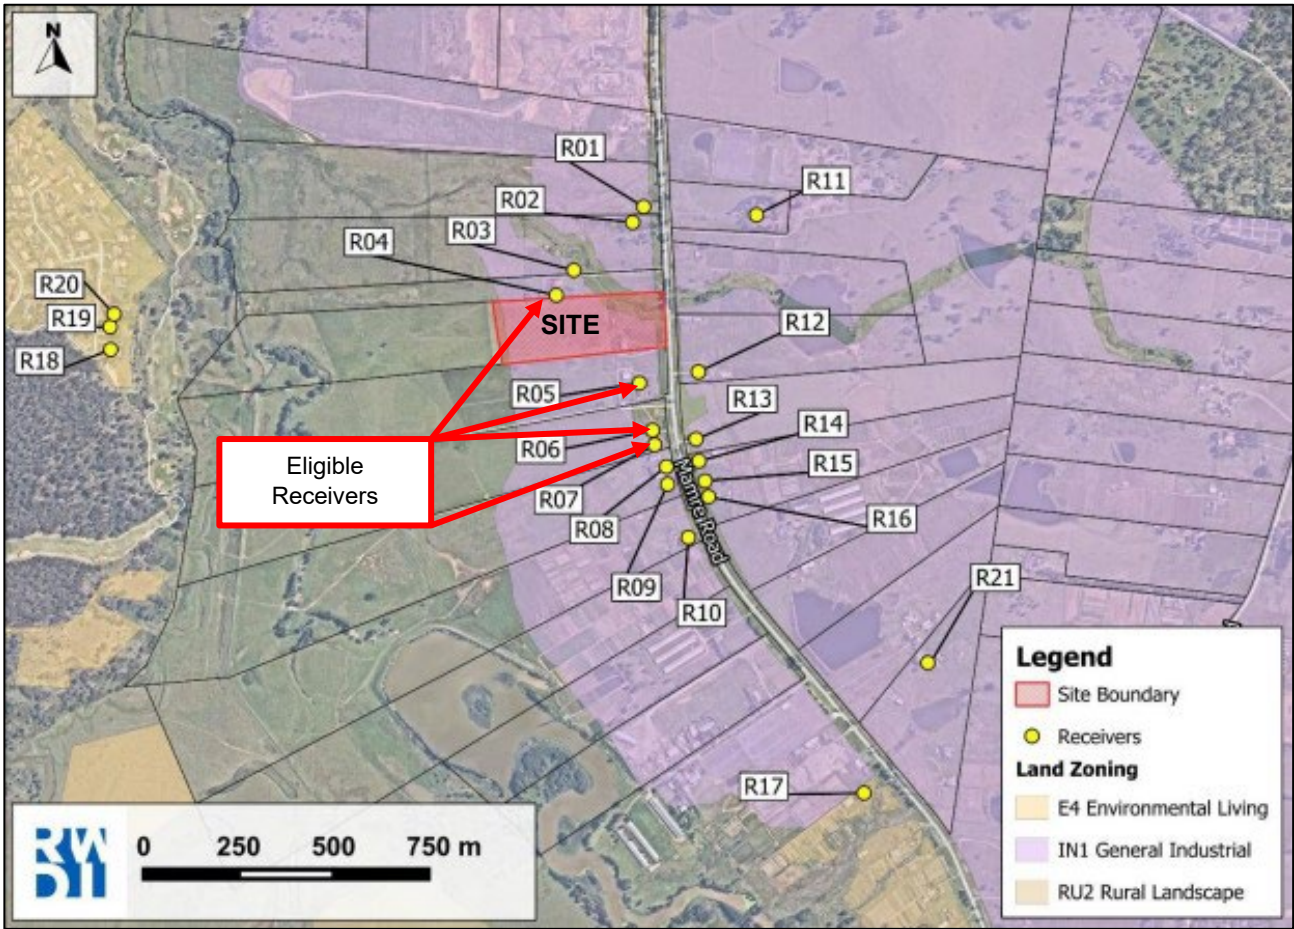 N
R01
R11
R02
R03
R04
R20
R19
R18
SITE
R12
R05
R13
R14
R06
R15
Eligible
Receivers
R07
R16
R08
Mamre Road
R09
R10
R21
R17
Legend
Site Boundary
Receivers
Land Zoning
E4 Environmental Living
IN1 General Industrial
RU2 Rural Landscape
RWDI
0 250 500 750 m